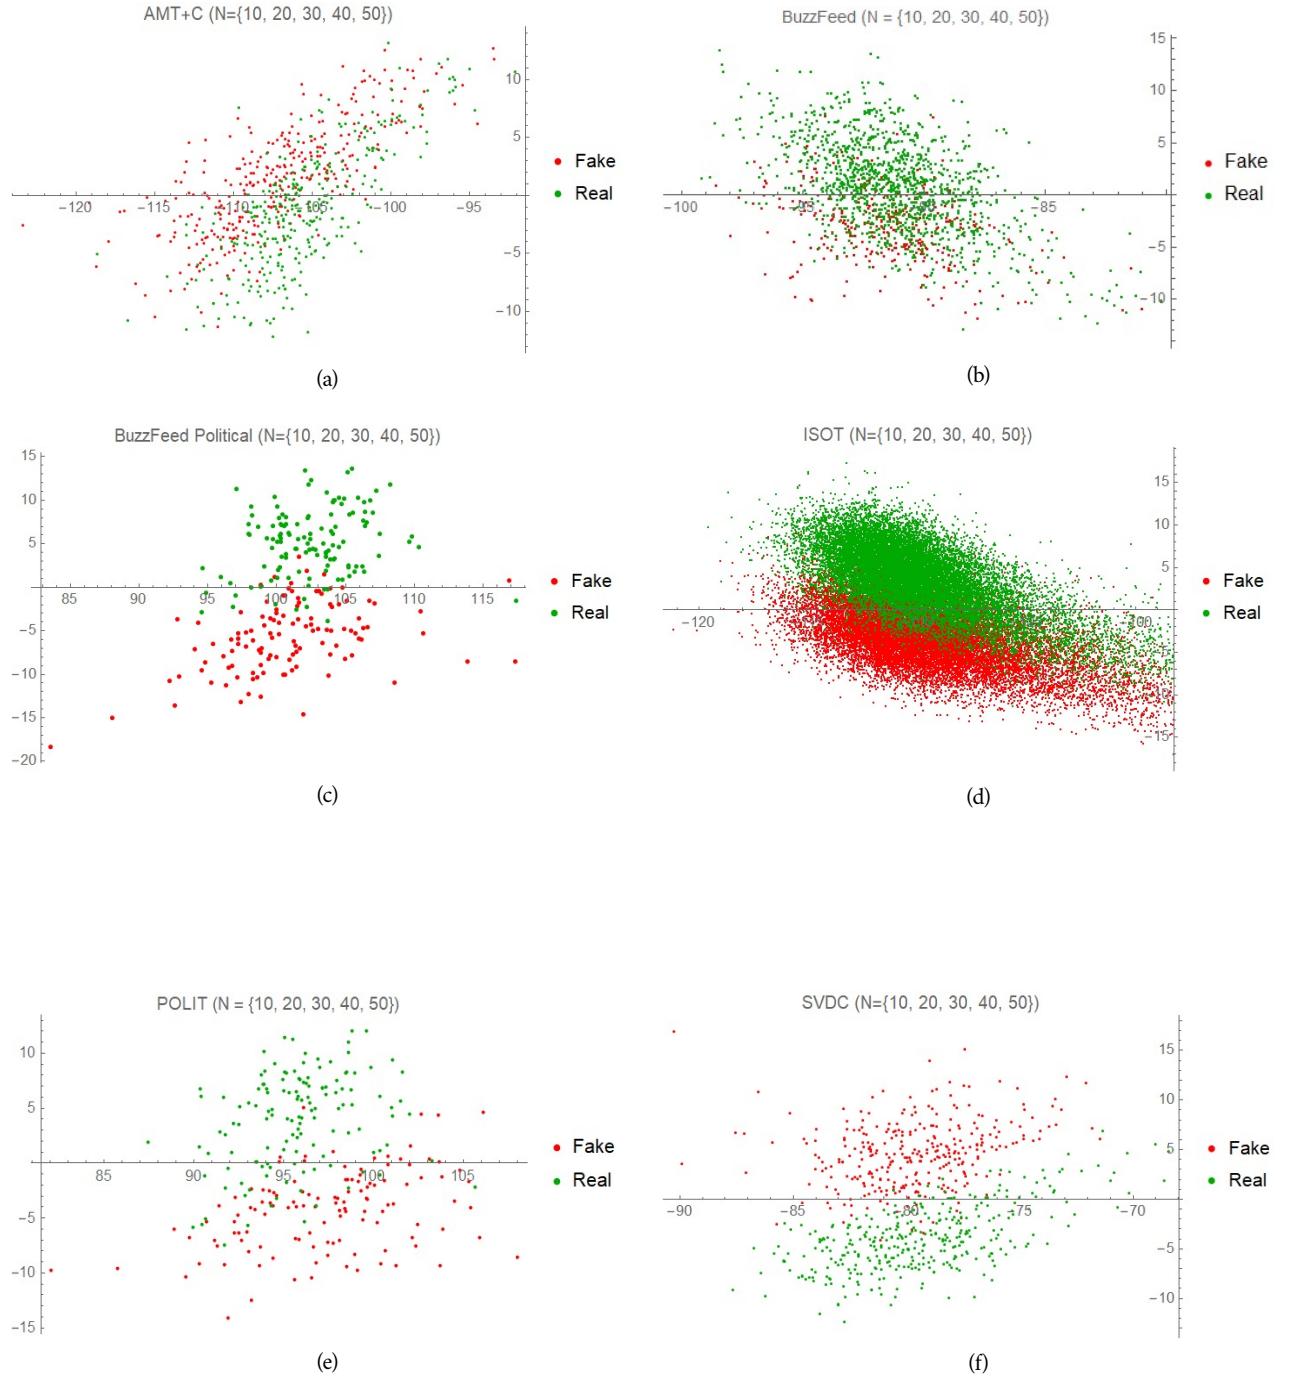 AMT+C (N={10, 20, 30, 40, 50})
10
5
−120 −115 −110 −105 −100 −95
−5
−10
Fake
Real
(a)
BuzzFeed (N = {10, 20, 30, 40, 50})
15
10
5
−100 −95 −90 −85
−5
−10
Fake
Real
(b)
BuzzFeed Political (N={10, 20, 30, 40, 50})
15
10
5
85 90 95 100 105 110 115
−5
−10
−15
−20
Fake
Real
(c)
ISOT (N={10, 20, 30, 40, 50})
15
10
5
−120
−15
Fake
Real
(d)
POLIT (N = {10, 20, 30, 40, 50})
10
5
85 90 95 100 105
−5
−10
−15
Fake
Real
(e)
SVDC (N={10, 20, 30, 40, 50})
15
10
5
−90 −85 −80 −75 −70
−5
−10
Fake
Real
(f)